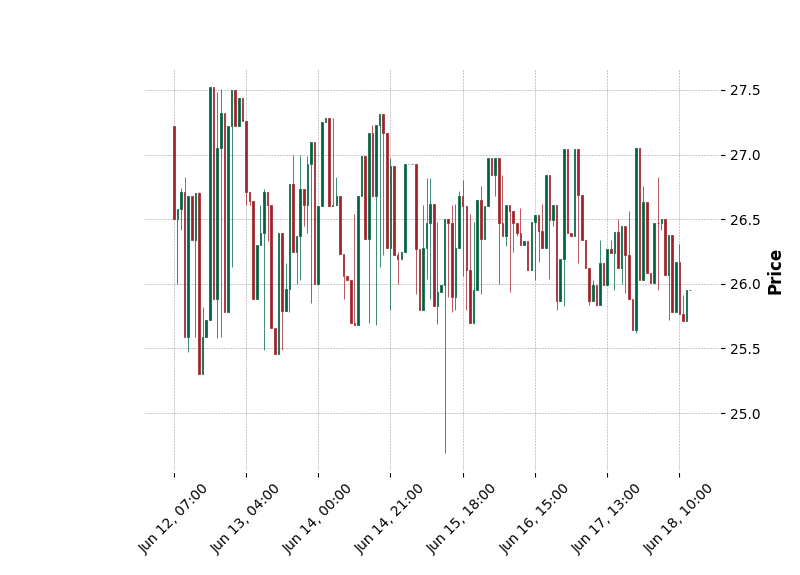 27.5
27.0
26.5
26.0
25.5
25.0
Price
Jun 12, 07:00
Jun 13, 04:00
Jun 14, 00:00
Jun 14, 21:00
Jun 15, 18:00
Jun 16, 15:00
Jun 17, 13:00
Jun 18, 10:00